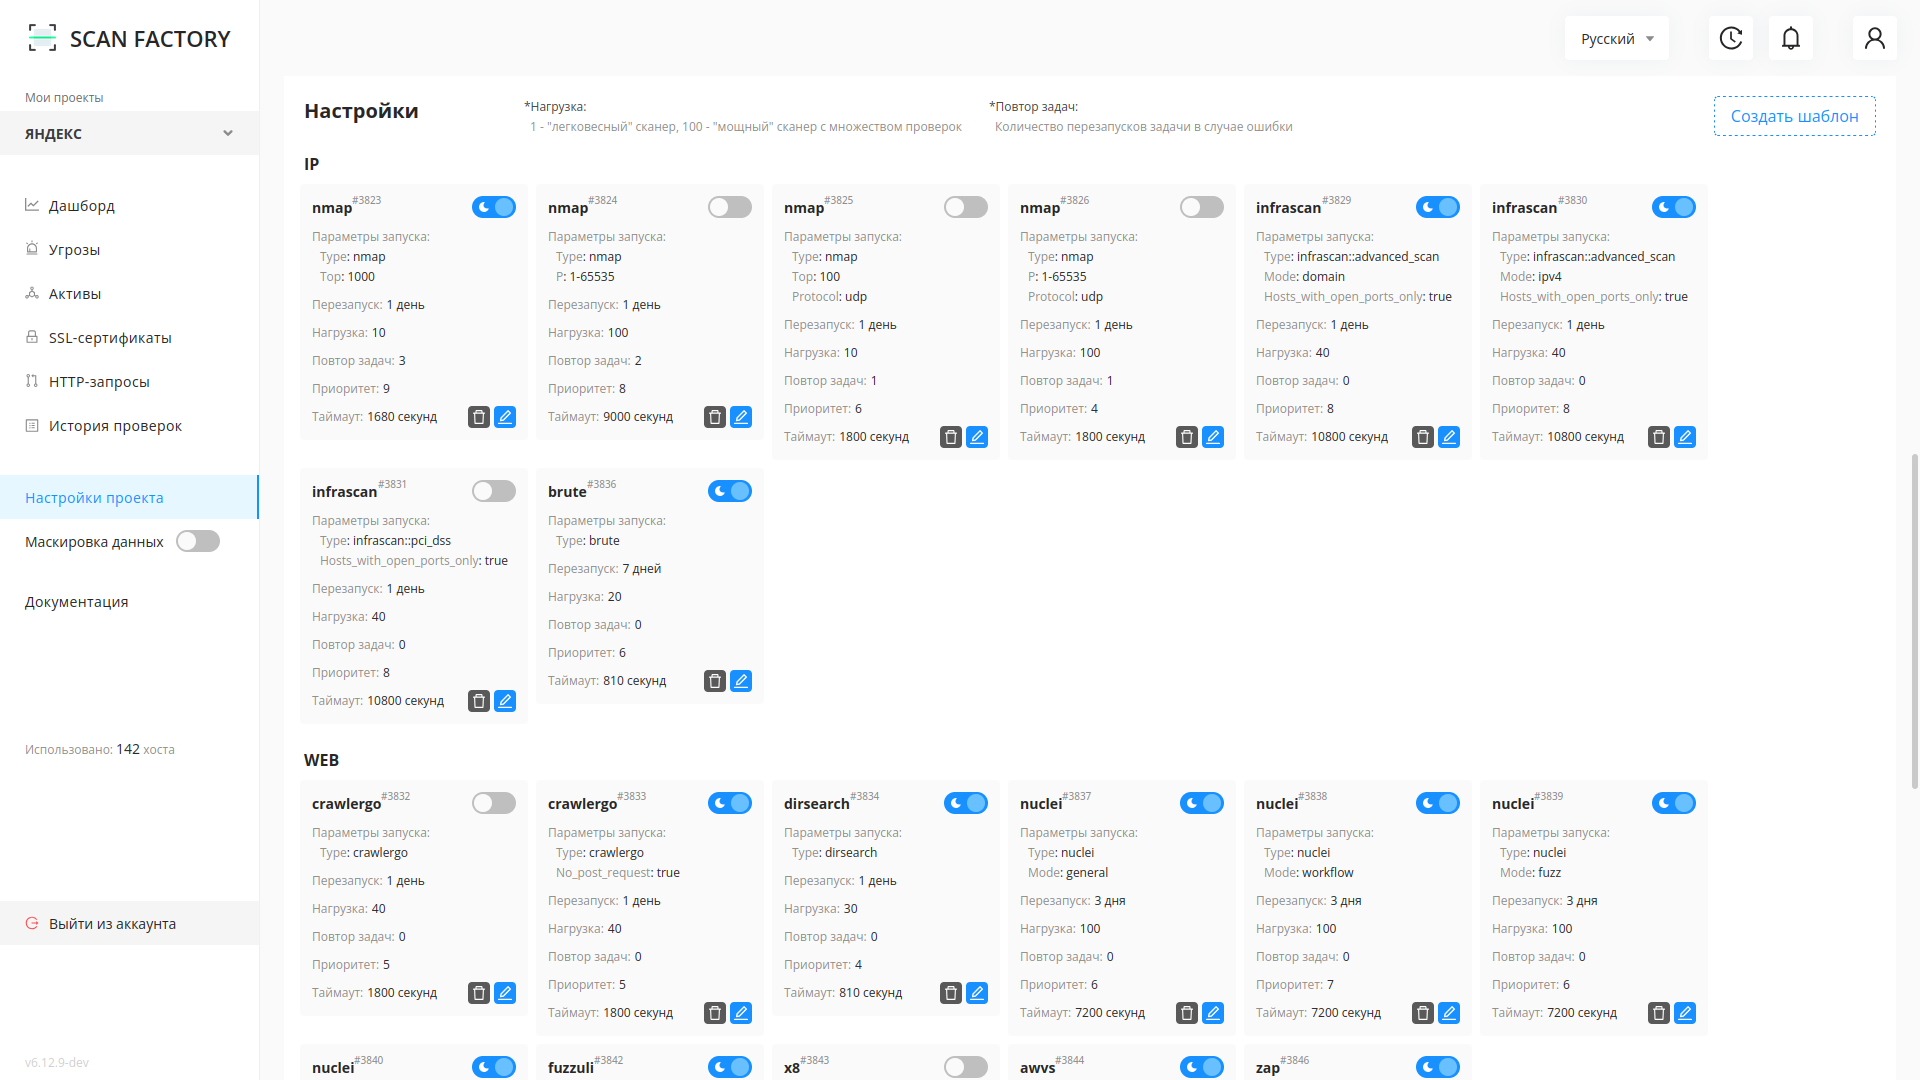 SCAN FACTORY
Мои проекты
ЯНДЕКС
Дашборд
Угрозы
Активы
SSL-сертификаты
HTTP-запросы
История проверок
Настройки проекта
Маскировка данных
Документация
Использовано: 142 хоста
Выйти из аккаунта
v6.12.9-dev
Русский
Настройки
*Нагрузка:
1 - "легковесный" сканер, 100 - "мощный" сканер с множеством проверок
*Повтор задач:
Количество перезапусков задачи в случае ошибки
Создать шаблон
IP
nmap#3823
Параметры запуска:
Type: nmap
Top: 1000
Перезапуск: 1 день
Нагрузка: 10
Повтор задач: 3
Приоритет: 9
Таймаут: 1680 секунд
nmap#3824
Параметры запуска:
Type: nmap
P: 1-65535
Перезапуск: 1 день
Нагрузка: 100
Повтор задач: 2
Приоритет: 8
Таймаут: 9000 секунд
nmap#3825
Параметры запуска:
Type: nmap
Top: 100
Protocol: udp
Перезапуск: 1 день
Нагрузка: 10
Повтор задач: 1
Приоритет: 6
Таймаут: 1800 секунд
nmap#3826
Параметры запуска:
Type: nmap
P: 1-65535
Protocol: udp
Перезапуск: 1 день
Нагрузка: 100
Повтор задач: 1
Приоритет: 4
Таймаут: 1800 секунд
infrascan#3829
Параметры запуска:
Type: infrascan::advanced_scan
Mode: domain
Hosts_with_open_ports_only: true
Перезапуск: 1 день
Нагрузка: 40
Повтор задач: 0
Приоритет: 8
Таймаут: 10800 секунд
infrascan#3830
Параметры запуска:
Type: infrascan::advanced_scan
Mode: ipv4
Hosts_with_open_ports_only: true
Перезапуск: 1 день
Нагрузка: 40
Повтор задач: 0
Приоритет: 8
Таймаут: 10800 секунд
infrascan#3831
Параметры запуска:
Type: infrascan::pci_dss
Hosts_with_open_ports_only: true
Перезапуск: 1 день
Нагрузка: 40
Повтор задач: 0
Приоритет: 8
Таймаут: 10800 секунд
brute#3836
Параметры запуска:
Type: brute
Перезапуск: 7 дней
Нагрузка: 20
Повтор задач: 0
Приоритет: 6
Таймаут: 810 секунд
WEB
crawlergo#3832
Параметры запуска:
Type: crawlergo
Перезапуск: 1 день
Нагрузка: 40
Повтор задач: 0
Приоритет: 5
Таймаут: 1800 секунд
crawlergo#3833
Параметры запуска:
Type: crawlergo
No_post_request: true
Перезапуск: 1 день
Нагрузка: 40
Повтор задач: 0
Приоритет: 5
Таймаут: 1800 секунд
dirsearch#3834
Параметры запуска:
Type: dirsearch
Перезапуск: 1 день
Нагрузка: 30
Повтор задач: 0
Приоритет: 4
Таймаут: 810 секунд
nuclei#3837
Параметры запуска:
Type: nuclei
Mode: general
Перезапуск: 3 дня
Нагрузка: 100
Повтор задач: 0
Приоритет: 6
Таймаут: 7200 секунд
nuclei#3838
Параметры запуска:
Type: nuclei
Mode: workflow
Перезапуск: 3 дня
Нагрузка: 100
Повтор задач: 0
Приоритет: 7
Таймаут: 7200 секунд
nuclei#3839
Параметры запуска:
Type: nuclei
Mode: fuzz
Перезапуск: 3 дня
Нагрузка: 100
Повтор задач: 0
Приоритет: 6
Таймаут: 7200 секунд
nuclei#3840
fuzzuli#3842
x8#3843
awvs#3844
zap#3846